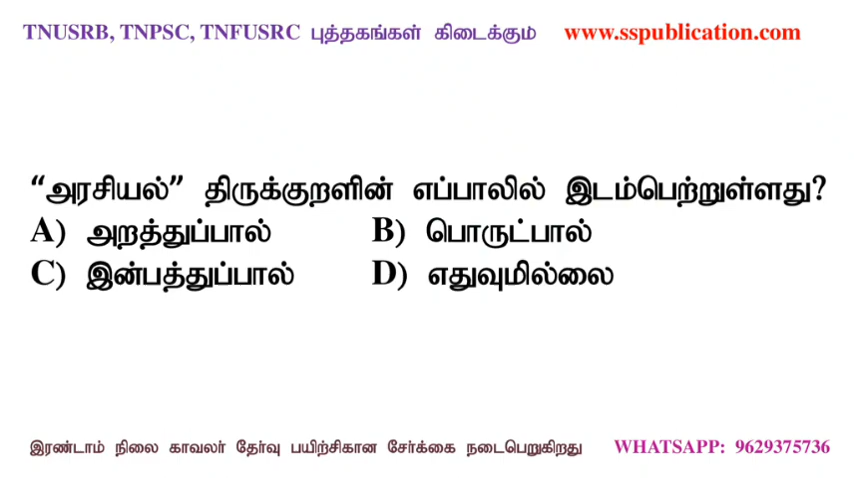 TNUSRB, TNPSC, TNFUSRC புத்தகங்கள் கிடைக்கும் www.sspublication.com
“அரசியல்” திருக்குறளின் எப்பாலில் இடம்பெற்றுள்ளது?
A) அறத்துப்பால் B) பொருட்பால்
C) இன்பத்துப்பால் D) எதுவுமில்லை
இரண்டாம் நிலை காவலர் தேர்வு பயிற்சிகான சேர்க்கை நடைபெறுகிறது WHATSAPP: 9629375736